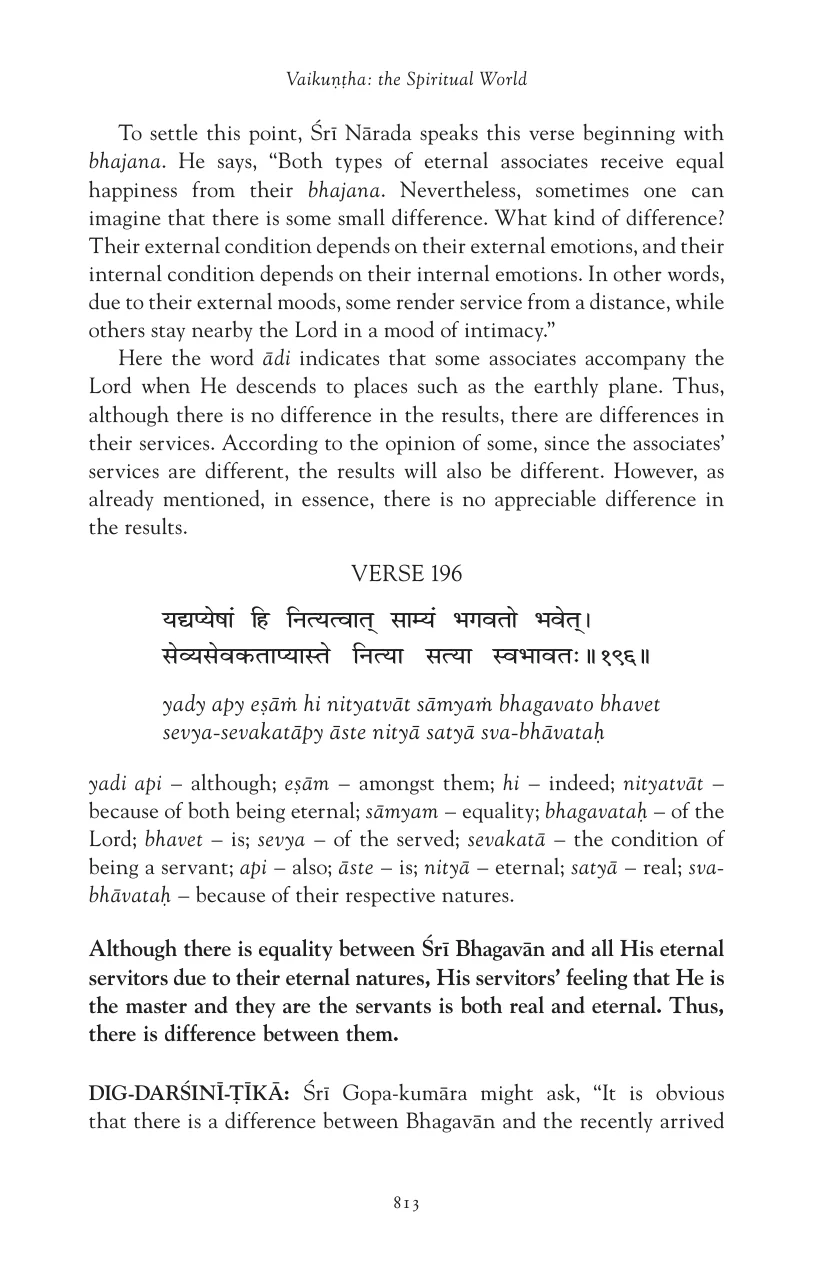 Vaikuṇṭha: the Spiritual World
To settle this point, Śrī Nārada speaks this verse beginning with
bhajana. He says, “Both types of eternal associates receive equal
happiness from their bhajana. Nevertheless, sometimes one can
imagine that there is some small difference. What kind of difference?
Their external condition depends on their external emotions, and their
internal condition depends on their internal emotions. In other words,
due to their external moods, some render service from a distance, while
others stay nearby the Lord in a mood of intimacy.”
Here the word ādi indicates that some associates accompany the
Lord when He descends to places such as the earthly plane. Thus,
although there is no difference in the results, there are differences in
their services. According to the opinion of some, since the associates’
services are different, the results will also be different. However, as
already mentioned, in essence, there is no appreciable difference in
the results.
VERSE 196
यद्यप्येषां हि नित्यत्वात् साम्यं भगवतो भवेत्।
सेव्यसेवकताप्यास्ते नित्या सत्या स्वभावतः॥१९६॥
yady apy eṣāṁ hi nityatvāt sāmyaṁ bhagavato bhavet
sevya-sevakatāpy āste nityā satyā sva-bhāvataḥ
yadi api – although; eṣām – amongst them; hi – indeed; nityatvāt –
because of both being eternal; sāmyam – equality; bhagavataḥ – of the
Lord; bhavet – is; sevya – of the served; sevakatā – the condition of
being a servant; api – also; āste – is; nityā – eternal; satyā – real; sva-
bhāvataḥ – because of their respective natures.
Although there is equality between Śrī Bhagavān and all His eternal
servitors due to their eternal natures, His servitors’ feeling that He is
the master and they are the servants is both real and eternal. Thus,
there is difference between them.
DIG-DARŚINĪ-ṬĪKĀ: Śrī Gopa-kumāra might ask, “It is obvious
that there is a difference between Bhagavān and the recently arrived
813